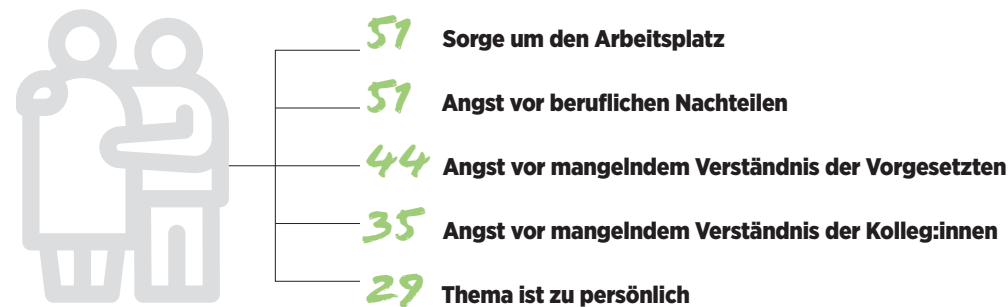 51 Sorge um den Arbeitsplatz
51 Angst vor beruflichen Nachteilen
44 Angst vor mangelndem Verständnis der Vorgesetzten
35 Angst vor mangelndem Verständnis der Kolleg:innen
29 Thema ist zu persönlich